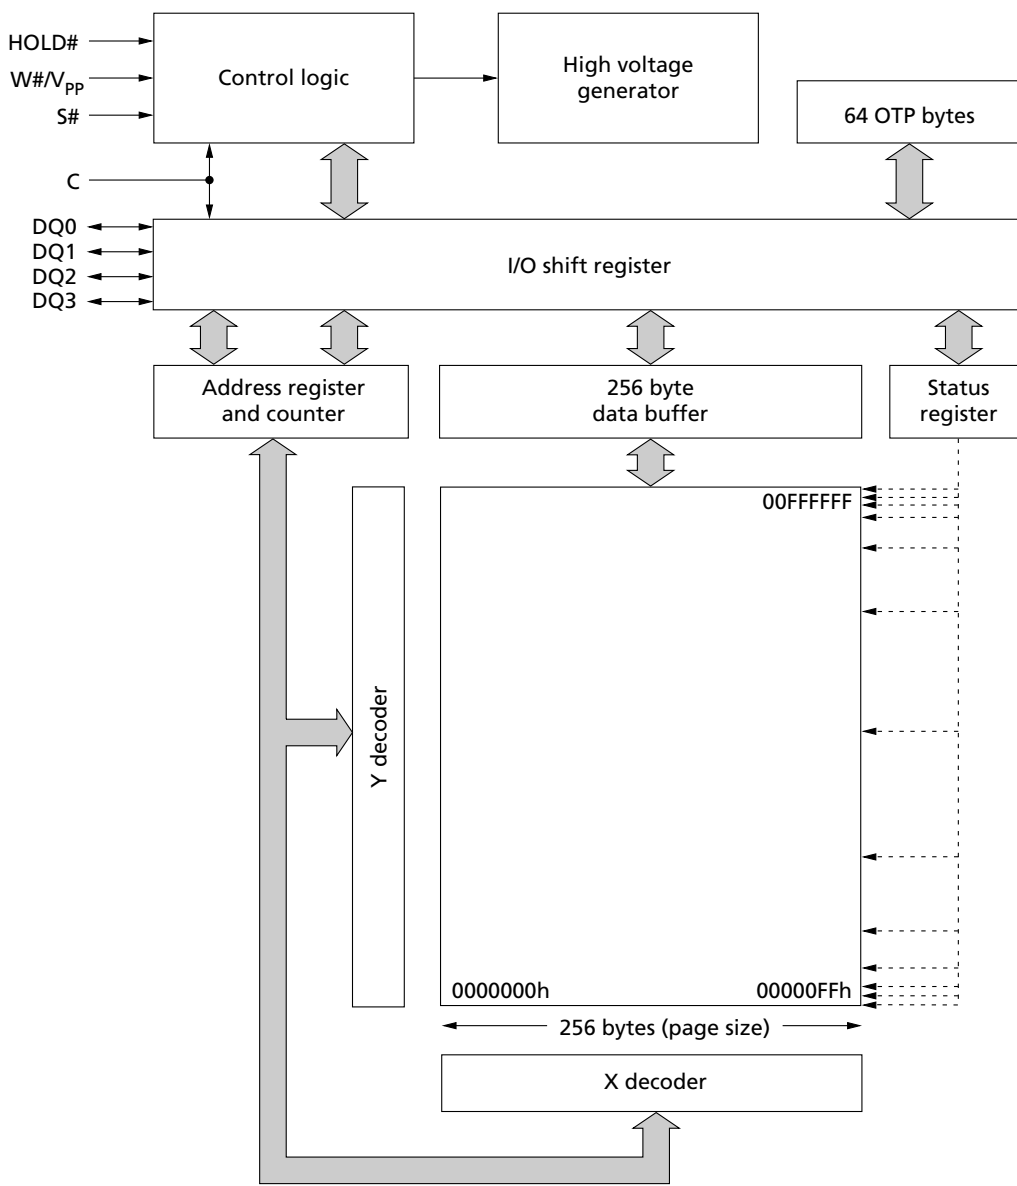 HOLD#
W#/VPP
S#
Control logic
High voltage
generator
64 OTP bytes
C
DQ0
DQ1
DQ2
DQ3
I/O shift register
Address register
and counter
256 byte
data buffer
Status
register
00FFFFFF
Y decoder
0000000h
00000FFh
256 bytes (page size)
X decoder